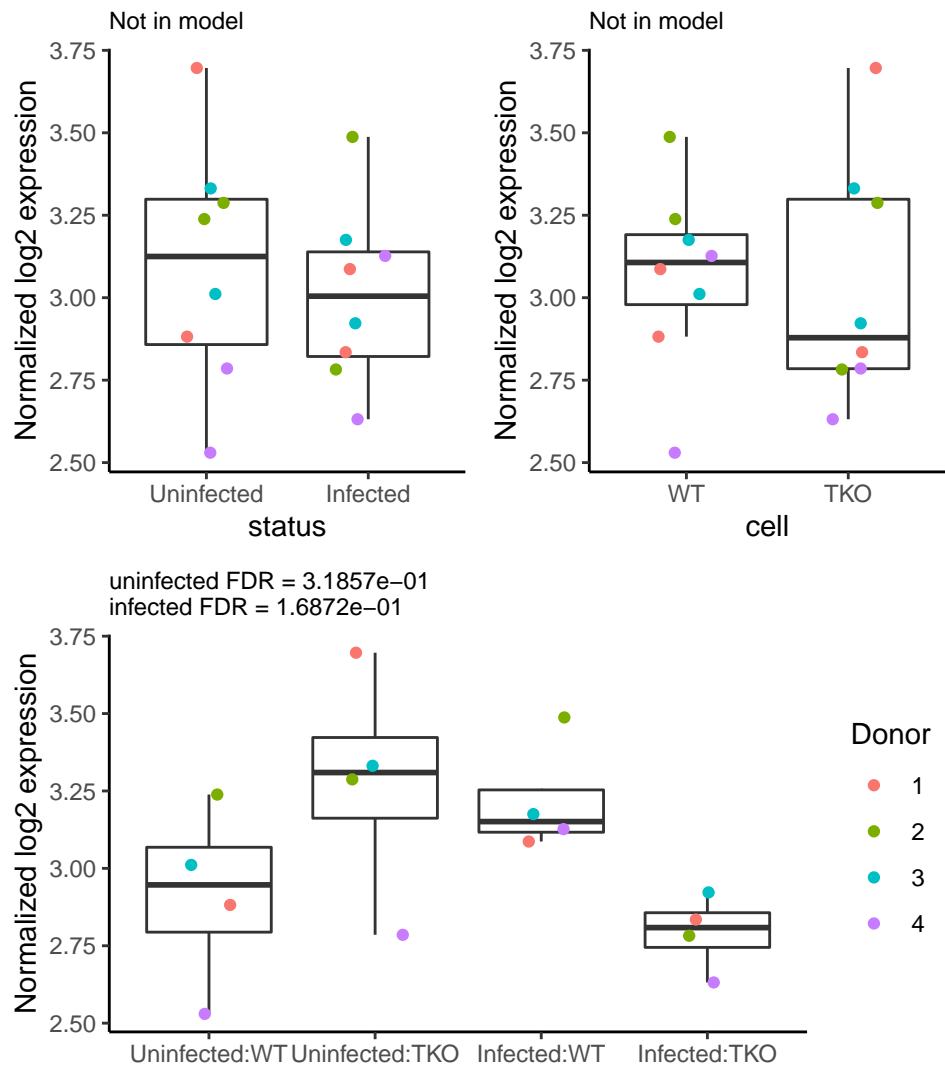 Not in model
Normalized log2 expression
3.75
3.50
3.25
3.00
2.75
2.50
Uninfected
Infected
status
Not in model
Normalized log2 expression
3.75
3.50
3.25
3.00
2.75
2.50
WT
TKO
cell
uninfected FDR = 3.1857e−01
infected FDR = 1.6872e−01
Normalized log2 expression
3.75
3.50
3.25
3.00
2.75
2.50
Uninfected:WT
Uninfected:TKO
Infected:WT
Infected:TKO
Donor
1
2
3
4